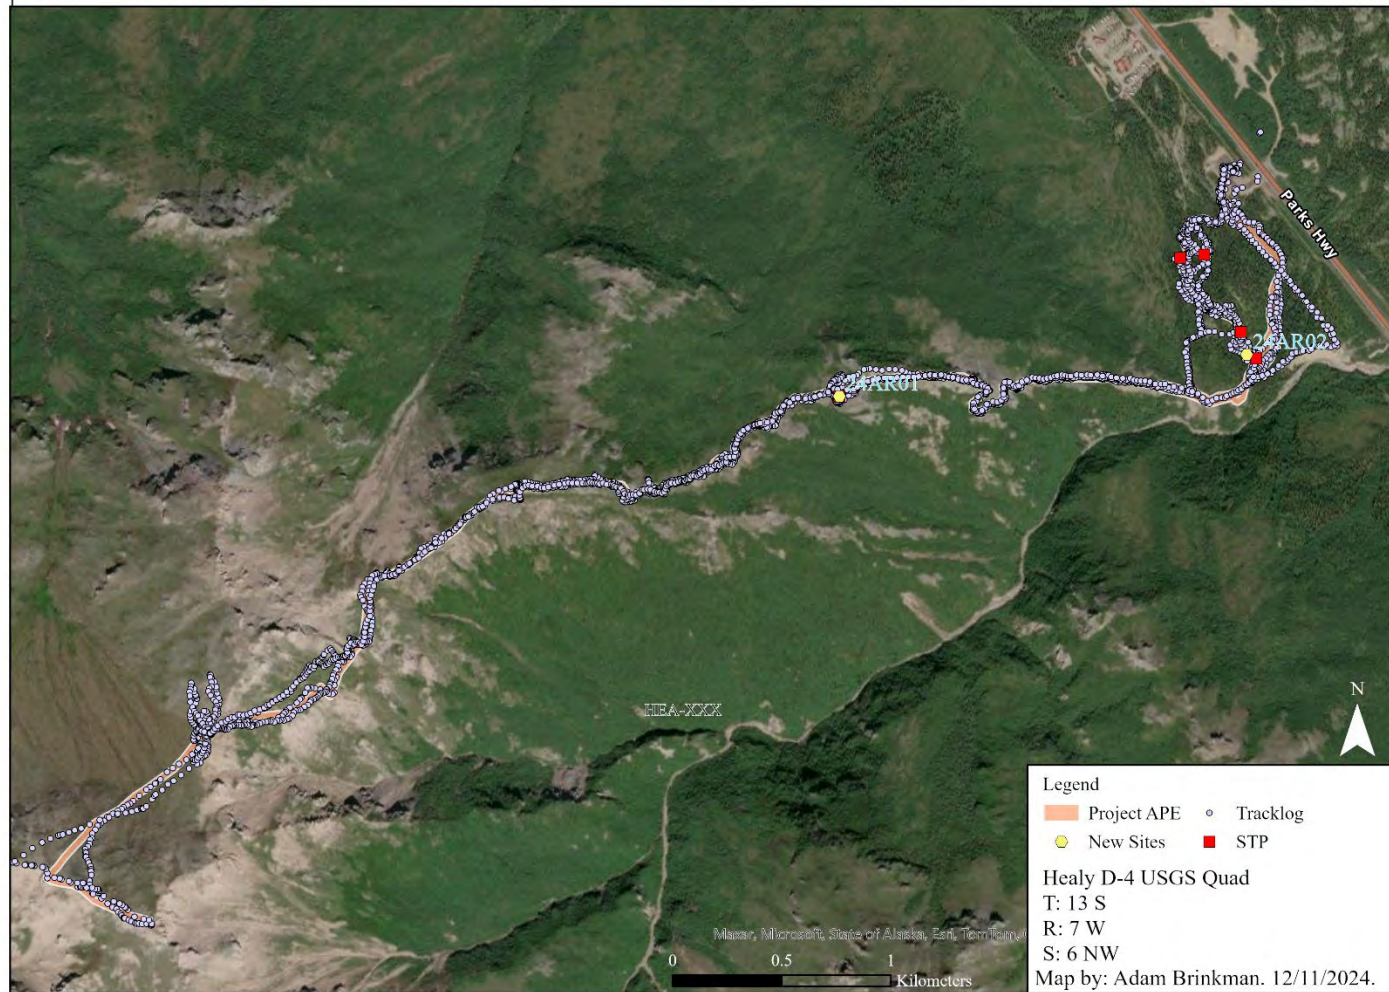 Parks Hwy
24AR02
24AR01
HEA-XXX
N
Legend
Project APE
Tracklog
New Sites
STP
Healy D-4 USGS Quad
T: 13 S
R: 7 W
S: 6 NW
Map by: Adam Brinkman. 12/11/2024.
Maxar, Microsoft, State of Alaska, Esri, TomTom,
0 0.5 1
Kilometers